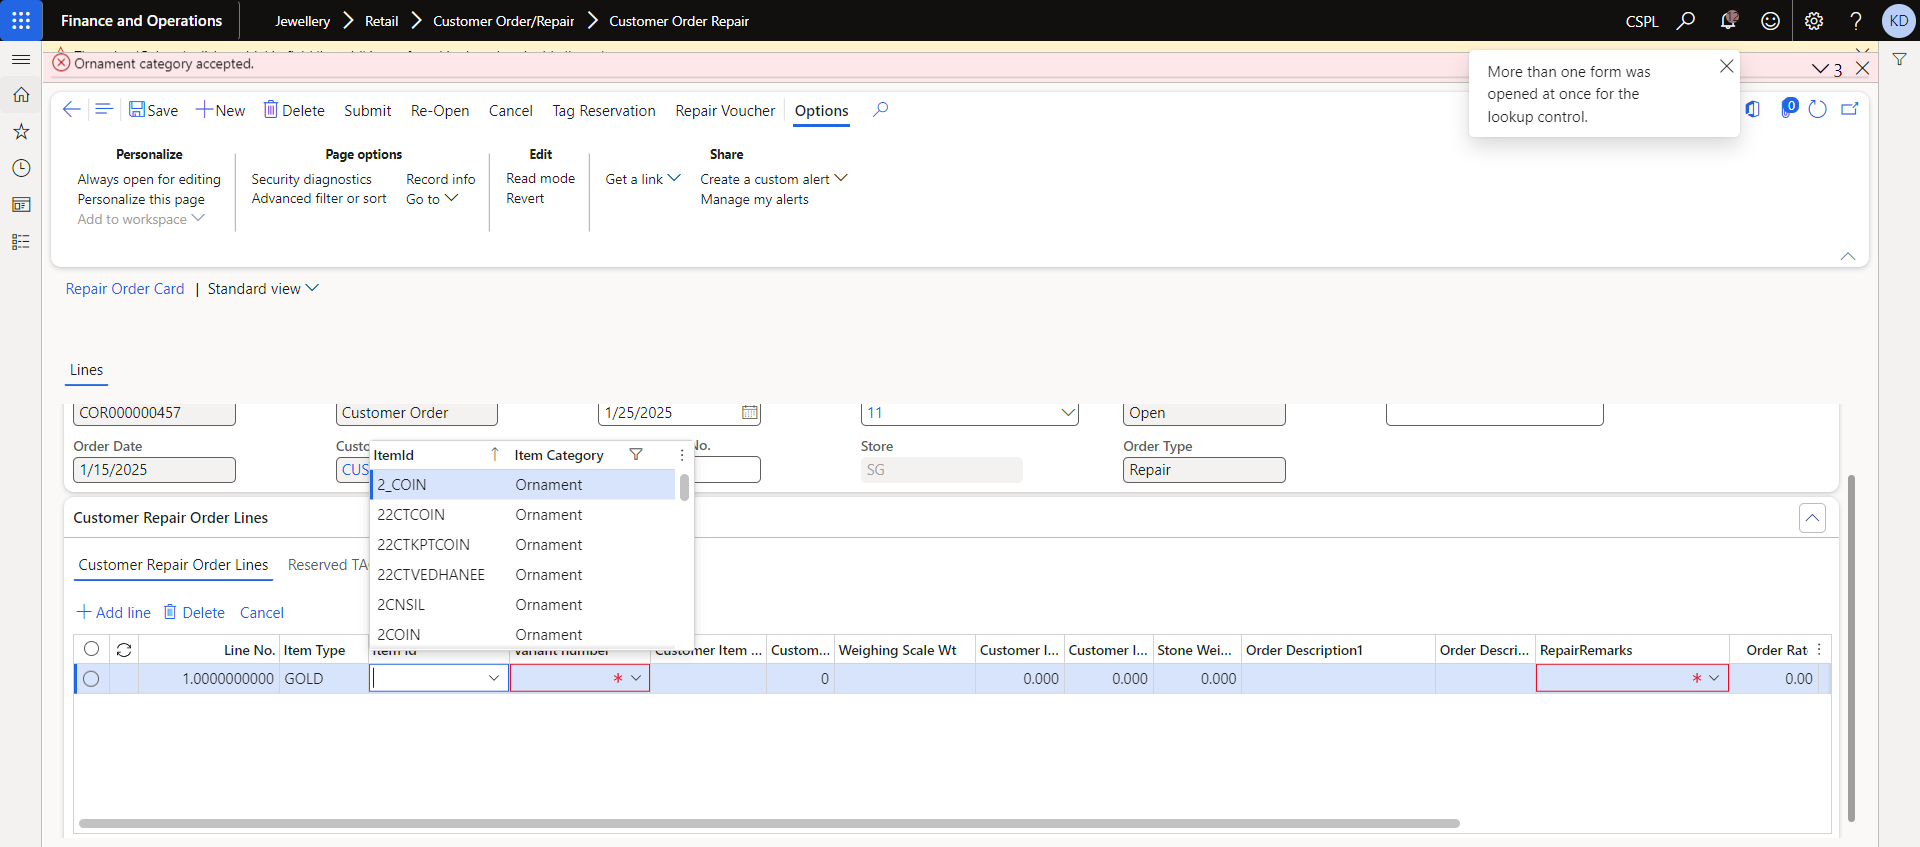 Finance and Operations
Jewellery > Retail > Customer Order/Repair > Customer Order Repair
CSPL
KD
Ornament category accepted.
3
More than one form was
opened at once for the
lookup control.
Save New Delete Submit Re-Open Cancel Tag Reservation Repair Voucher Options
0
Personalize
Always open for editing
Personalize this page
Add to workspace
Page options
Security diagnostics
Advanced filter or sort
Record info
Go to
Edit
Read mode
Revert
Share
Get a link
Create a custom alert
Manage my alerts
Repair Order Card | Standard view
Lines
COR000000457 Customer Order 1/25/2025 11 Open
Order Date Custo No. Store Order Type
1/15/2025 CUS SG Repair
ItemId Item Category
2_COIN Ornament
22CTCOIN Ornament
22CTKPTCOIN Ornament
22CTVEDHANEE Ornament
2CNSIL Ornament
2COIN Ornament
Customer Repair Order Lines
Customer Repair Order Lines Reserved TA
Add line Delete Cancel
Line No. Item Type Item Id Variant number Customer Item ... Custom... Weighing Scale Wt Customer I... Customer I... Stone Wei... Order Description1 Order Descri... RepairRemarks Order Rat
1.0000000000 GOLD * 0 0.000 0.000 0.000 * 0.00